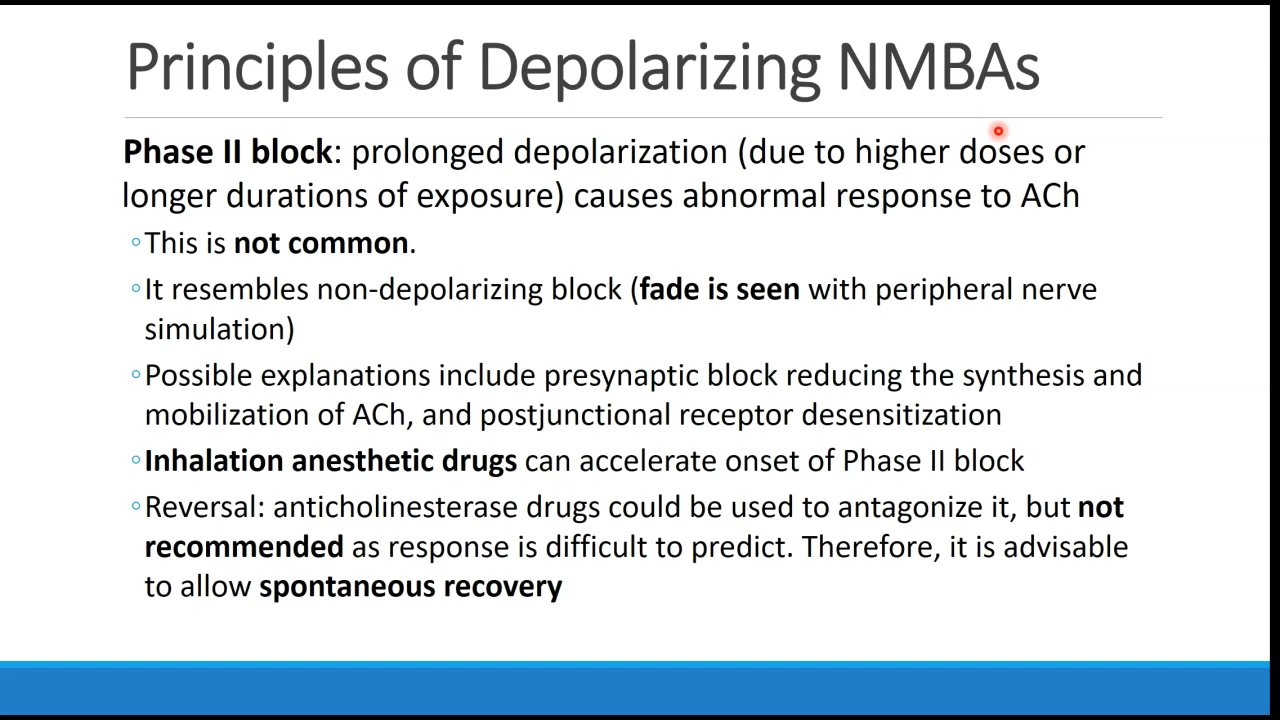 Principles of Depolarizing NMBAs
Phase II block: prolonged depolarization (due to higher doses or
longer durations of exposure) causes abnormal response to ACh
◦This is not common.
◦It resembles non-depolarizing block (fade is seen with peripheral nerve
simulation)
◦Possible explanations include presynaptic block reducing the synthesis and
mobilization of ACh, and postjunctional receptor desensitization
◦Inhalation anesthetic drugs can accelerate onset of Phase II block
◦Reversal: anticholinesterase drugs could be used to antagonize it, but not
recommended as response is difficult to predict. Therefore, it is advisable
to allow spontaneous recovery